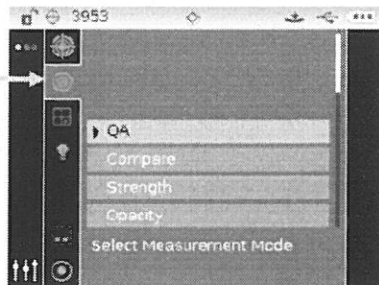 3953
QA
Compare
Strength
Opacity
Select Measurement Mode